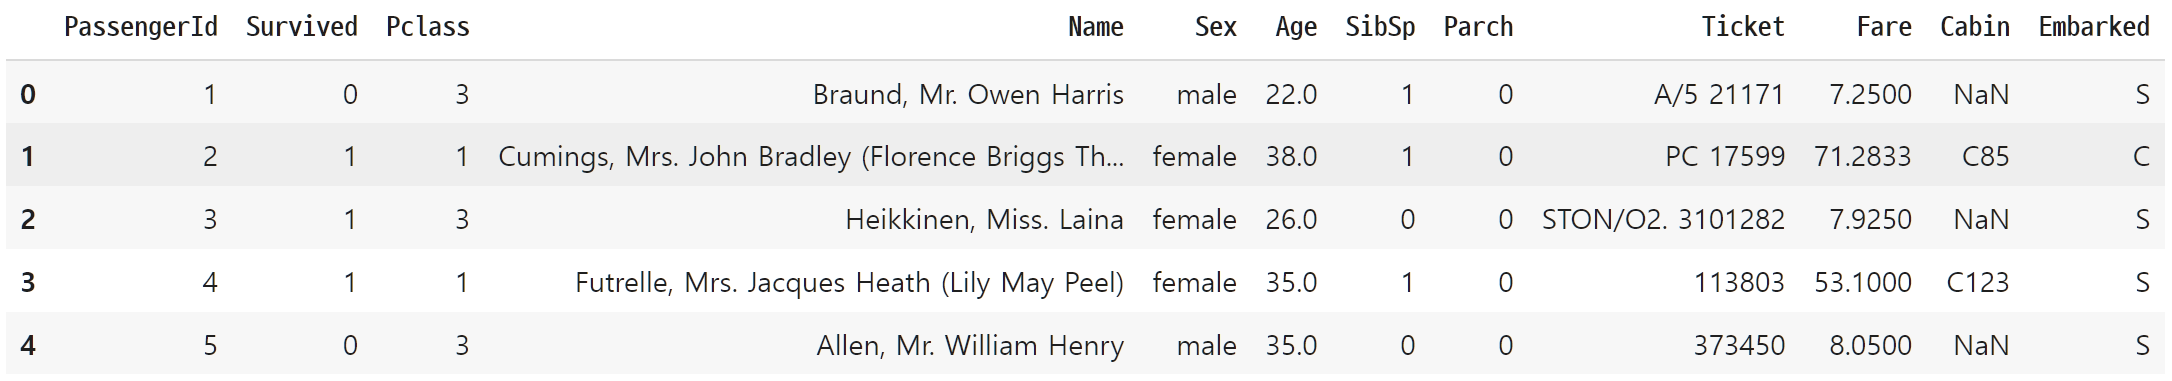 PassengerId Survived Pclass Name Sex Age SibSp Parch Ticket Fare Cabin Embarked
0 1 0 3 Braund, Mr. Owen Harris male 22.0 1 0 A/5 21171 7.2500 NaN S
1 2 1 1 Cumings, Mrs. John Bradley (Florence Briggs Th... female 38.0 1 0 PC 17599 71.2833 C85 C
2 3 1 3 Heikkinen, Miss. Laina female 26.0 0 0 STON/O2. 3101282 7.9250 NaN S
3 4 1 1 Futrelle, Mrs. Jacques Heath (Lily May Peel) female 35.0 1 0 113803 53.1000 C123 S
4 5 0 3 Allen, Mr. William Henry male 35.0 0 0 373450 8.0500 NaN S